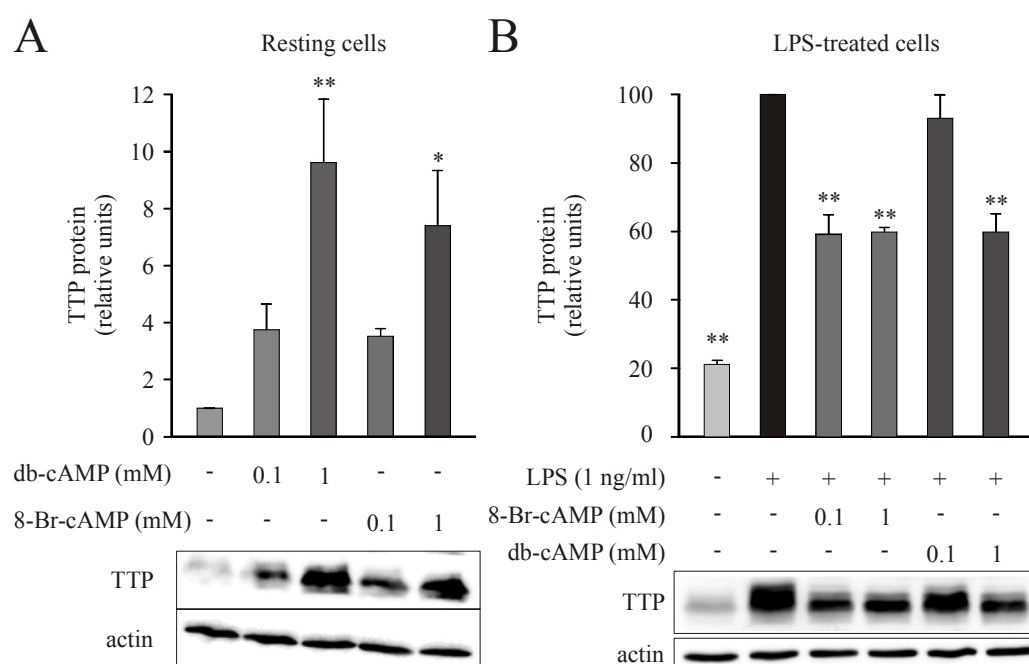 A
Resting cells
TTP protein
(relative units)
12
10
8
6
4
2
0
**
*
db-cAMP (mM) - 0.1 1 - -
8-Br-cAMP (mM) - - - 0.1 1
TTP
actin
B
LPS-treated cells
TTP protein
(relative units)
100
80
60
40
20
0
**
**
**
**
LPS (1 ng/ml) - + + + + +
8-Br-cAMP (mM) - - 0.1 1 - -
db-cAMP (mM) - - - - 0.1 1
TTP
actin